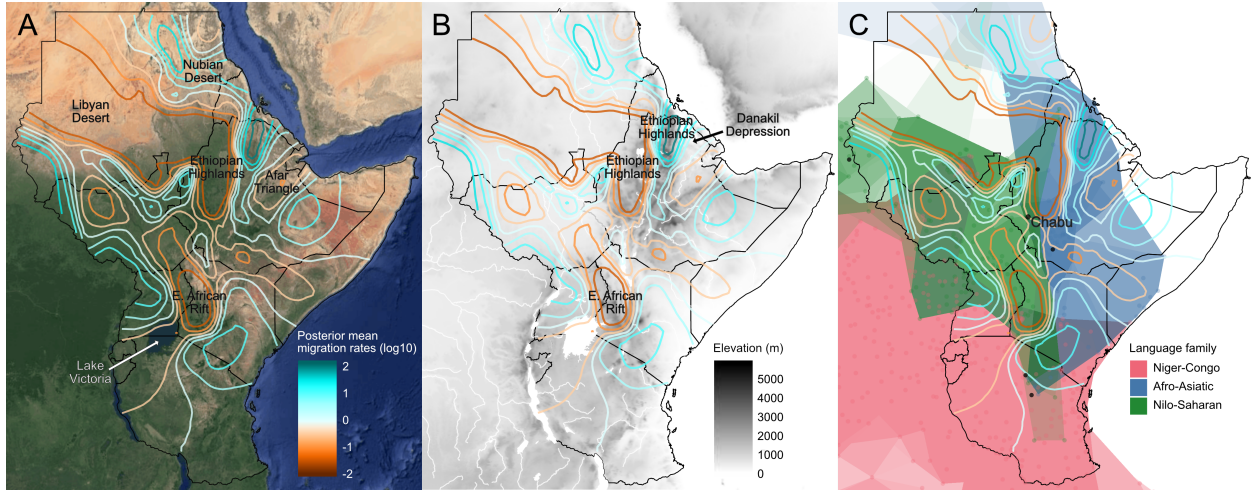 A
Nubian
Desert
Libyan
Desert
Ethiopian
Highlands
Afar
Triangle
E. African
Rift
Lake
Victoria
Posterior mean
migration rates (log10)
2
1
0
-1
-2
B
Ethiopian
Highlands
Danakil
Depression
Ethiopian
Highlands
E. African
Rift
Elevation (m)
5000
4000
3000
2000
1000
0
C
Chabu
Language family
Niger-Congo
Afro-Asiatic
Nilo-Saharan